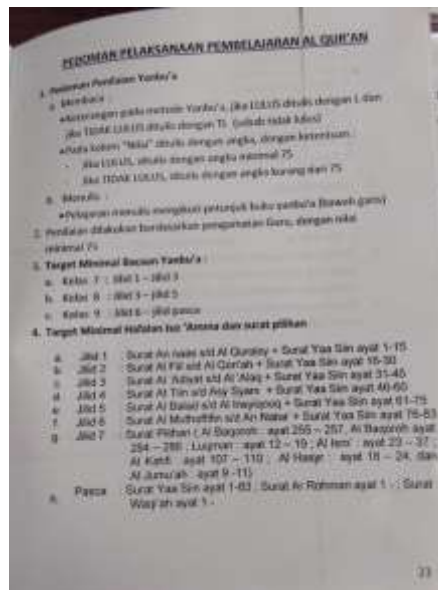 PEDOMAN PELAKSANAAN PEMBELAJARAN AL QUR'AN
1. Pedoman Penilaian Yanbu'a
a. Membaca :
•Keterangan pada metode Yanbu'a, jika LULUS ditulis dengan L dan
jika TIDAK LULUS ditulis dengan TL (sebab tidak lulus)
•Pada kolom "Nilai" ditulis dengan angka, dengan ketentuan :
- Jika LULUS, ditulis dengan angka minimal 75
- Jika TIDAK LULUS, ditulis dengan angka kurang dari 75
B. Menulis :
•Pelajaran menulis mengikuti petunjuk buku yanbu'a (bawah garis)
2. Penilaian dilakukan berdasarkan pengamatan Guru, dengan nilai
minimal 75
3. Target Minimal Bacaan Yanbu'a :
a. Kelas 7 : Jilid 1 – Jilid 3
b. Kelas 8 : Jilid 3 – Jilid 5
c. Kelas 9 : Jilid 6 – Jilid pasca
4. Target Minimal Hafalan Juz 'Amma dan surat pilihan
a. Jilid 1 : Surat An Naas s/d Al Quraisy + Surat Yaa Siin ayat 1-15
b. Jilid 2 : Surat Al Fiil s/d Al Qori'ah + Surat Yaa Siin ayat 16-30
c. Jilid 3 : Surat Al 'Adiyat s/d Al 'Alaq + Surat Yaa Siin ayat 31-45
d. Jilid 4 : Surat At Tiin s/d Asy Syams + Surat Yaa Siin ayat 46-60
e. Jilid 5 : Surat Al Balad s/d Al Insyiqoq + Surat Yaa Siin ayat 61-75
f. Jilid 6 : Surat Al Muthoffifin s/d An Naba' + Surat Yaa Siin ayat 76-83
g. Jilid 7 : Surat Pilihan ( Al Baqoroh : ayat 255 – 257, Al Baqoroh ayat
284 – 286 ; Luqman : ayat 12 – 19 ; Al Isro' : ayat 23 – 37 ;
Al Kahfi : ayat 107 – 110 ; Al Hasyr : ayat 18 – 24, dan
Al Jumu'ah : ayat 9 -11)
h. Pasca : Surat Yaa Siin ayat 1-83 ; Surat Ar Rohman ayat 1 - ; Surat
Waqi'ah ayat 1 -
33